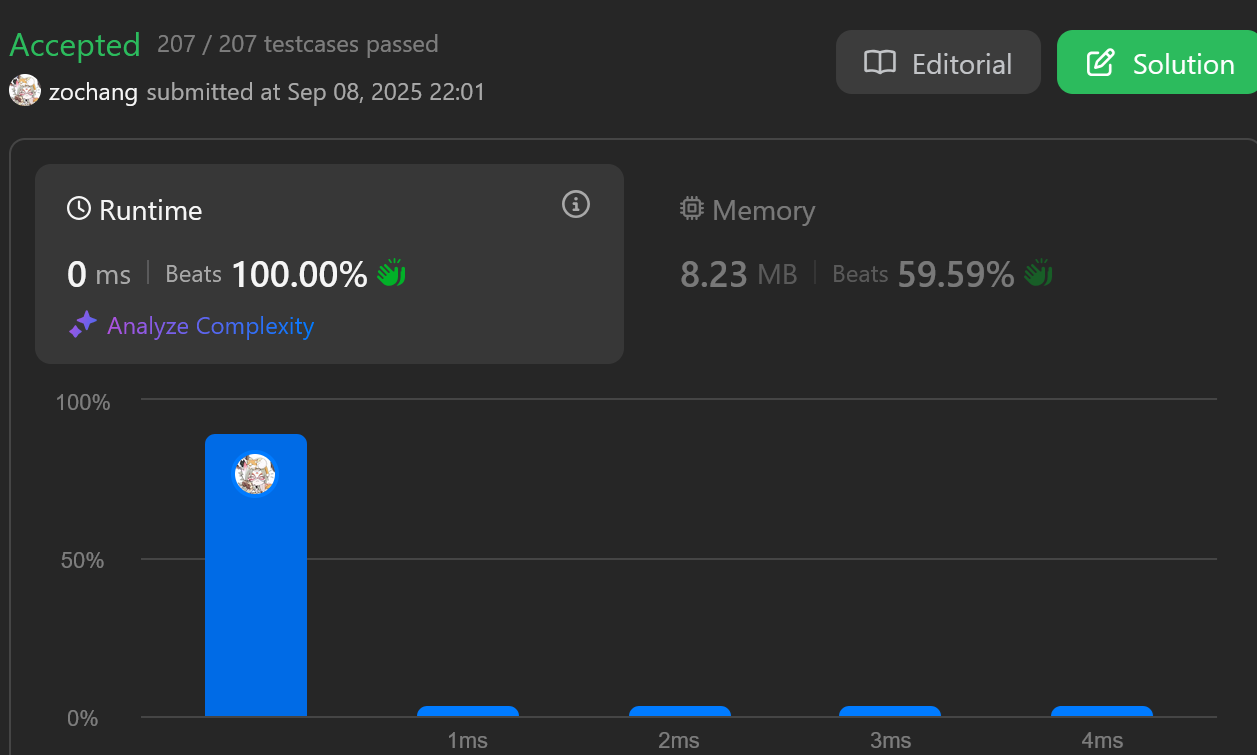 Accepted 207 / 207 testcases passed
Editorial
Solution
zochang submitted at Sep 08, 2025 22:01
Runtime
Memory
0 ms Beats 100.00%
8.23 MB Beats 59.59%
Analyze Complexity
100%
50%
0%
1ms 2ms 3ms 4ms